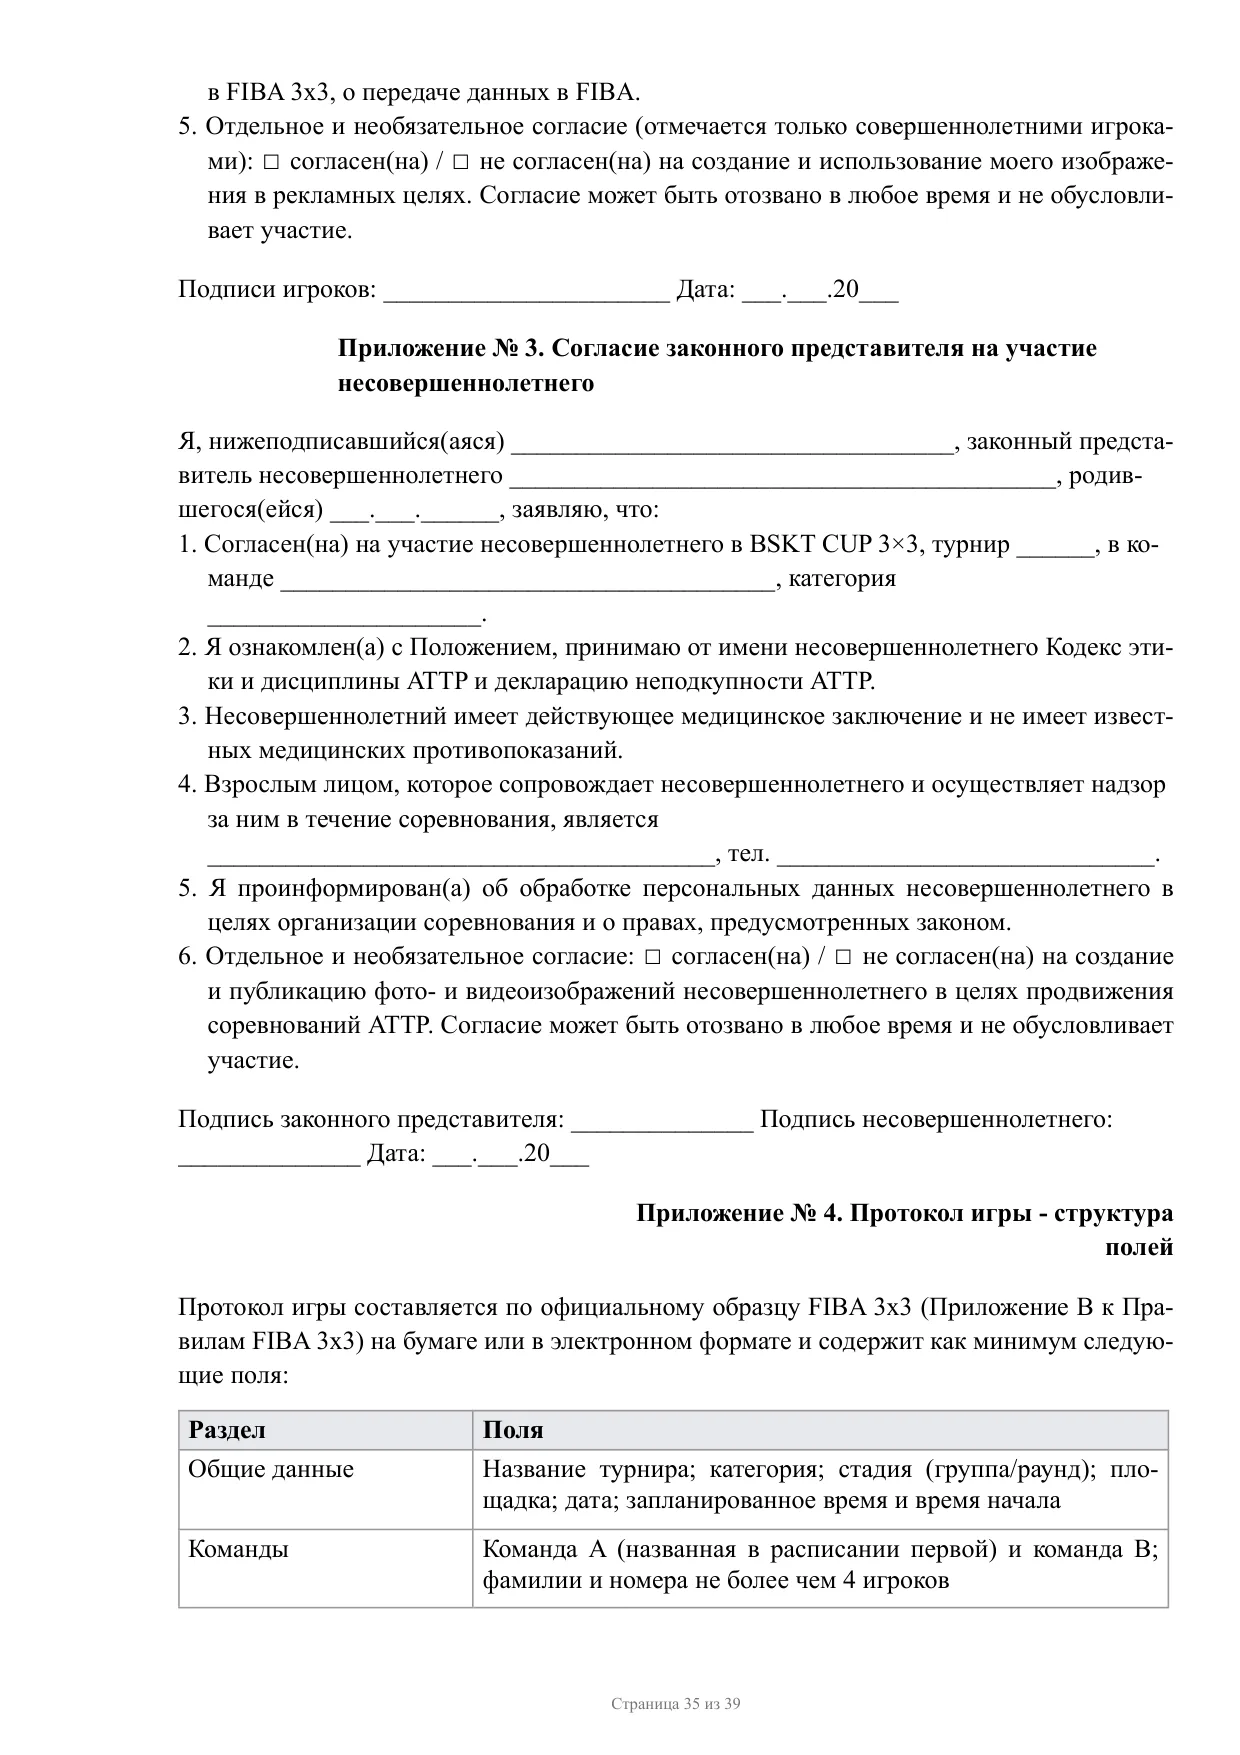 в FIBA 3x3, о передаче данных в FIBA.
5. Отдельное и необязательное согласие (отмечается только совершеннолетними игрока-
ми): □ согласен(на) / □ не согласен(на) на создание и использование моего изображе-
ния в рекламных целях. Согласие может быть отозвано в любое время и не обусловли-
вает участие.
Подписи игроков: ______________________ Дата: ___.___.20___
Приложение № 3. Согласие законного представителя на участие
несовершеннолетнего
Я, нижеподписавшийся(аяся) __________________________________, законный предста-
витель несовершеннолетнего __________________________________________, родив-
шегося(ейся) ___.___.______, заявляю, что:
1. Согласен(на) на участие несовершеннолетнего в BSKT CUP 3×3, турнир ______, в ко-
манде ______________________________________, категория
_____________________.
2. Я ознакомлен(а) с Положением, принимаю от имени несовершеннолетнего Кодекс эти-
ки и дисциплины АТТР и декларацию неподкупности АТТР.
3. Несовершеннолетний имеет действующее медицинское заключение и не имеет извест-
ных медицинских противопоказаний.
4. Взрослым лицом, которое сопровождает несовершеннолетнего и осуществляет надзор
за ним в течение соревнования, является
_______________________________________, тел. _____________________________.
5. Я проинформирован(а) об обработке персональных данных несовершеннолетнего в
целях организации соревнования и о правах, предусмотренных законом.
6. Отдельное и необязательное согласие: □ согласен(на) / □ не согласен(на) на создание
и публикацию фото- и видеоизображений несовершеннолетнего в целях продвижения
соревнований АТТР. Согласие может быть отозвано в любое время и не обусловливает
участие.
Подпись законного представителя: ______________ Подпись несовершеннолетнего:
______________ Дата: ___.___.20___
Приложение № 4. Протокол игры - структура
полей
Протокол игры составляется по официальному образцу FIBA 3x3 (Приложение B к Пра-
вилам FIBA 3x3) на бумаге или в электронном формате и содержит как минимум следую-
щие поля:
Раздел Поля
Общие данные Название турнира; категория; стадия (группа/раунд); пло-
щадка; дата; запланированное время и время начала
Команды Команда A (названная в расписании первой) и команда B;
фамилии и номера не более чем 4 игроков
Страница 35 из 39